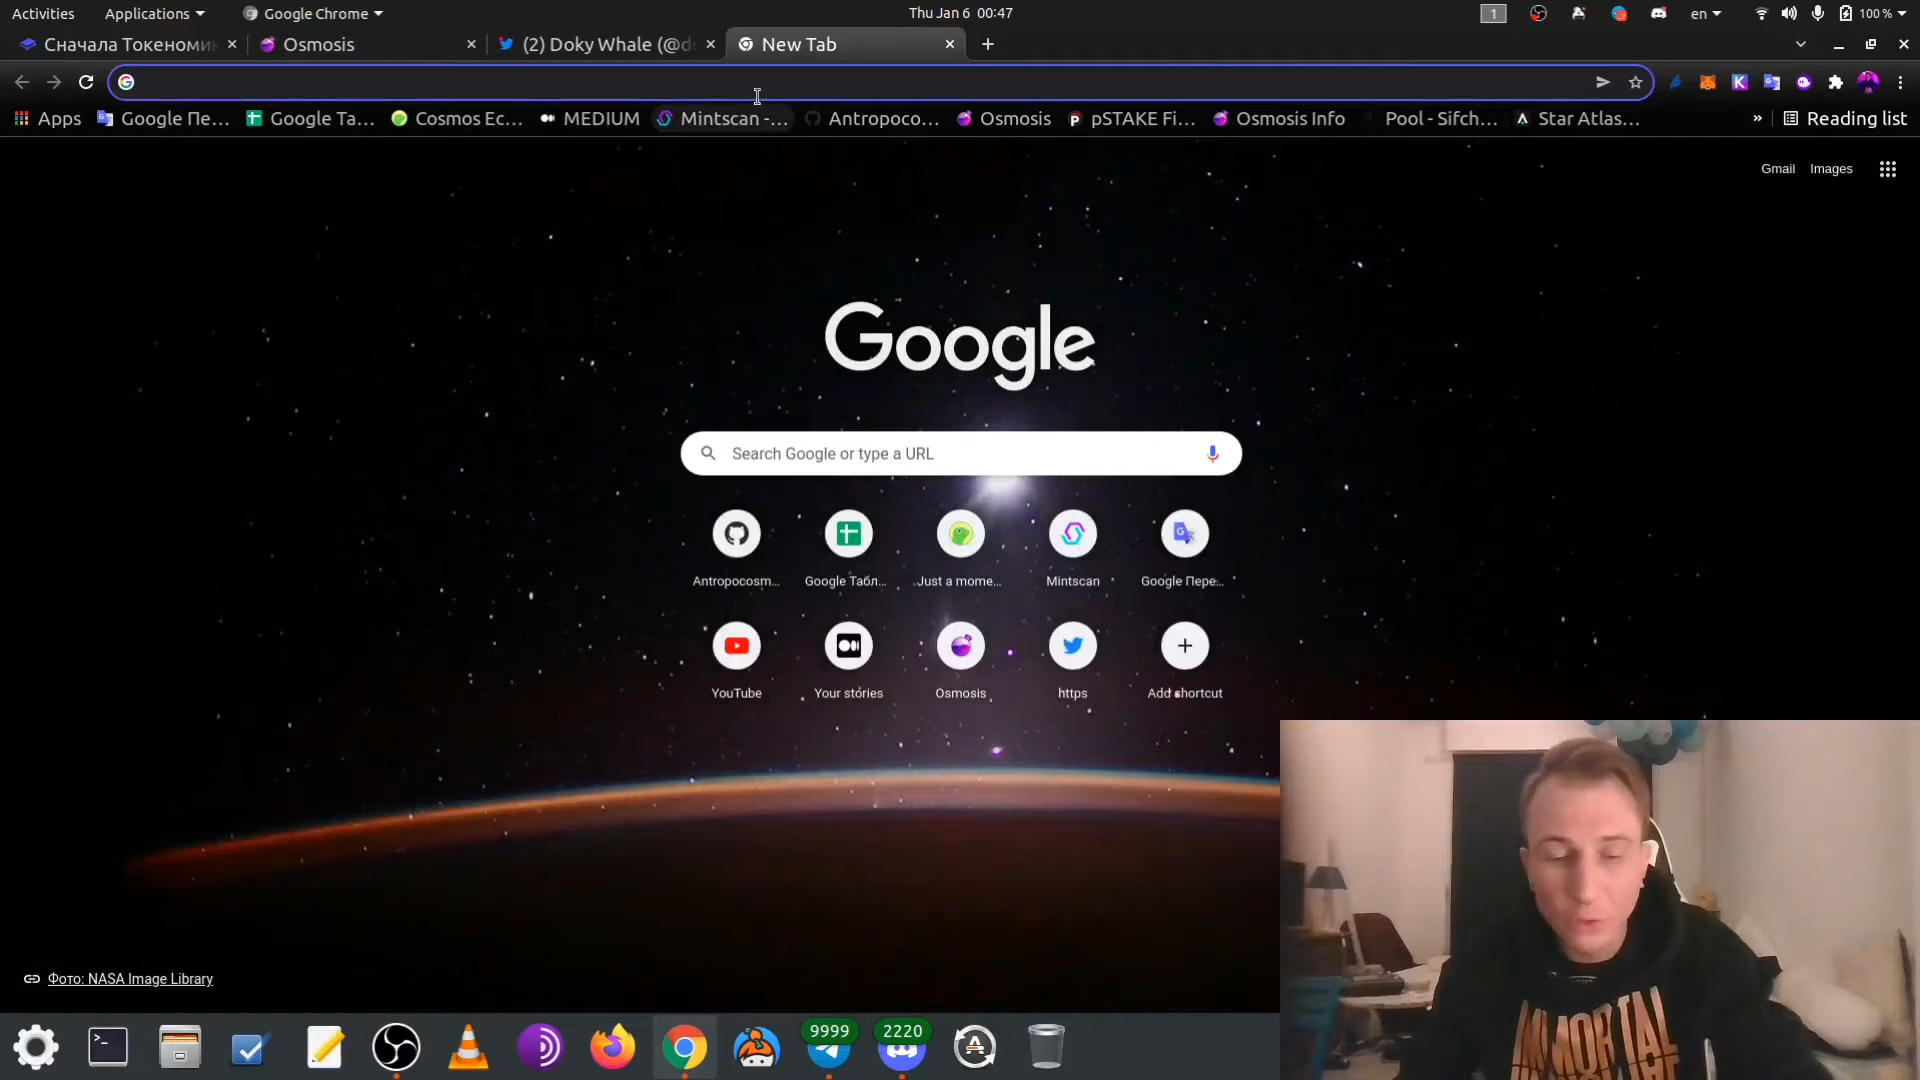 Activities Applications Google Chrome Thu Jan 6 00:47 1 en 100 %
Сначала Токеноми Osmosis (2) Doky Whale (@d New Tab
Apps Google Пе... Google Та... Cosmos Ec... MEDIUM Mintscan -... Antropoco... Osmosis pSTAKE Fi... Osmosis Info Pool - Sifch... Star Atlas... » Reading list
Gmail Images
Google
Search Google or type a URL
Antropocosm... Google Табл... Just a mome... Mintscan Google Пере...
YouTube Your stories Osmosis https Add shortcut
Фото: NASA Image Library
IMMORTAL
9999 2220